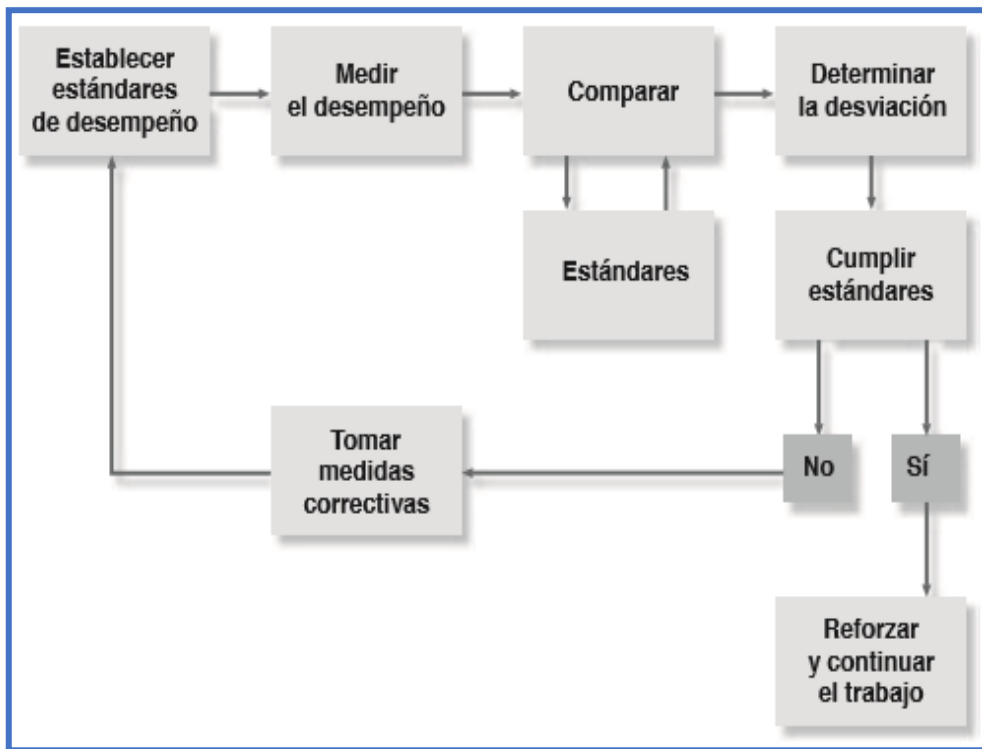 Establecer
estándares
de desempeño
Medir
el desempeño
Comparar
Determinar
la desviación
Estándares
Cumplir
estándares
No
Sí
Tomar
medidas
correctivas
Reforzar
y continuar
el trabajo